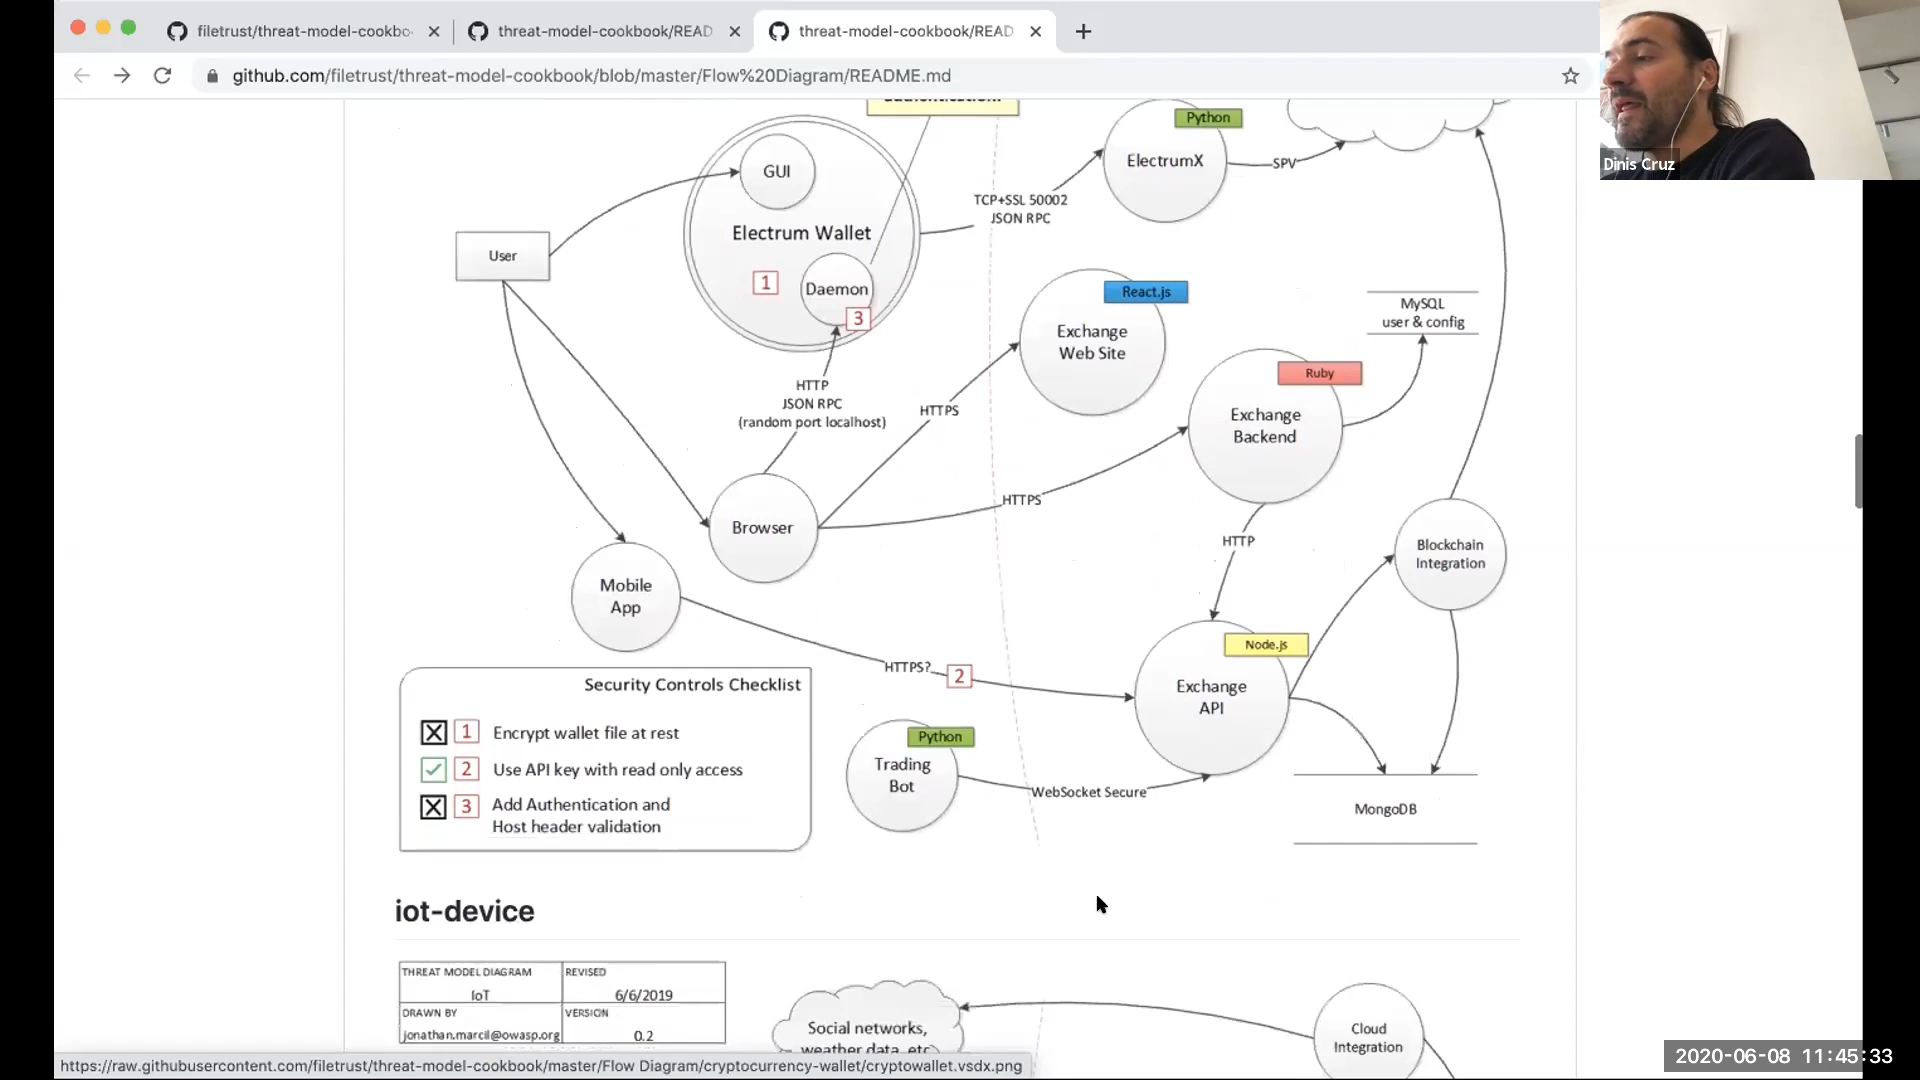 filetrust/threat-model-cookbo
threat-model-cookbook/READ
threat-model-cookbook/READ
github.com/filetrust/threat-model-cookbook/blob/master/Flow%20Diagram/README.md
Dinis Cruz
Python
GUI
ElectrumX
SPV
TCP+SSL 50002
JSON RPC
Electrum Wallet
User
1
Daemon
3
React.js
Exchange
Web Site
MySQL
user & config
Ruby
HTTP
JSON RPC
(random port localhost)
HTTPS
Exchange
Backend
HTTPS
Browser
HTTP
Blockchain
Integration
Mobile
App
Node.js
HTTPS?
2
Exchange
API
Security Controls Checklist
1 Encrypt wallet file at rest
2 Use API key with read only access
3 Add Authentication and
Host header validation
Python
Trading
Bot
WebSocket Secure
MongoDB
iot-device
THREAT MODEL DIAGRAM
IoT
REVISED
6/6/2019
DRAWN BY
jonathan.marcil@owasp.org
VERSION
0.2
Social networks,
weather data, etc
Cloud
Integration
https://raw.githubusercontent.com/filetrust/threat-model-cookbook/master/Flow Diagram/cryptocurrency-wallet/cryptowallet.vsdx.png
2020-06-08 11:45:33